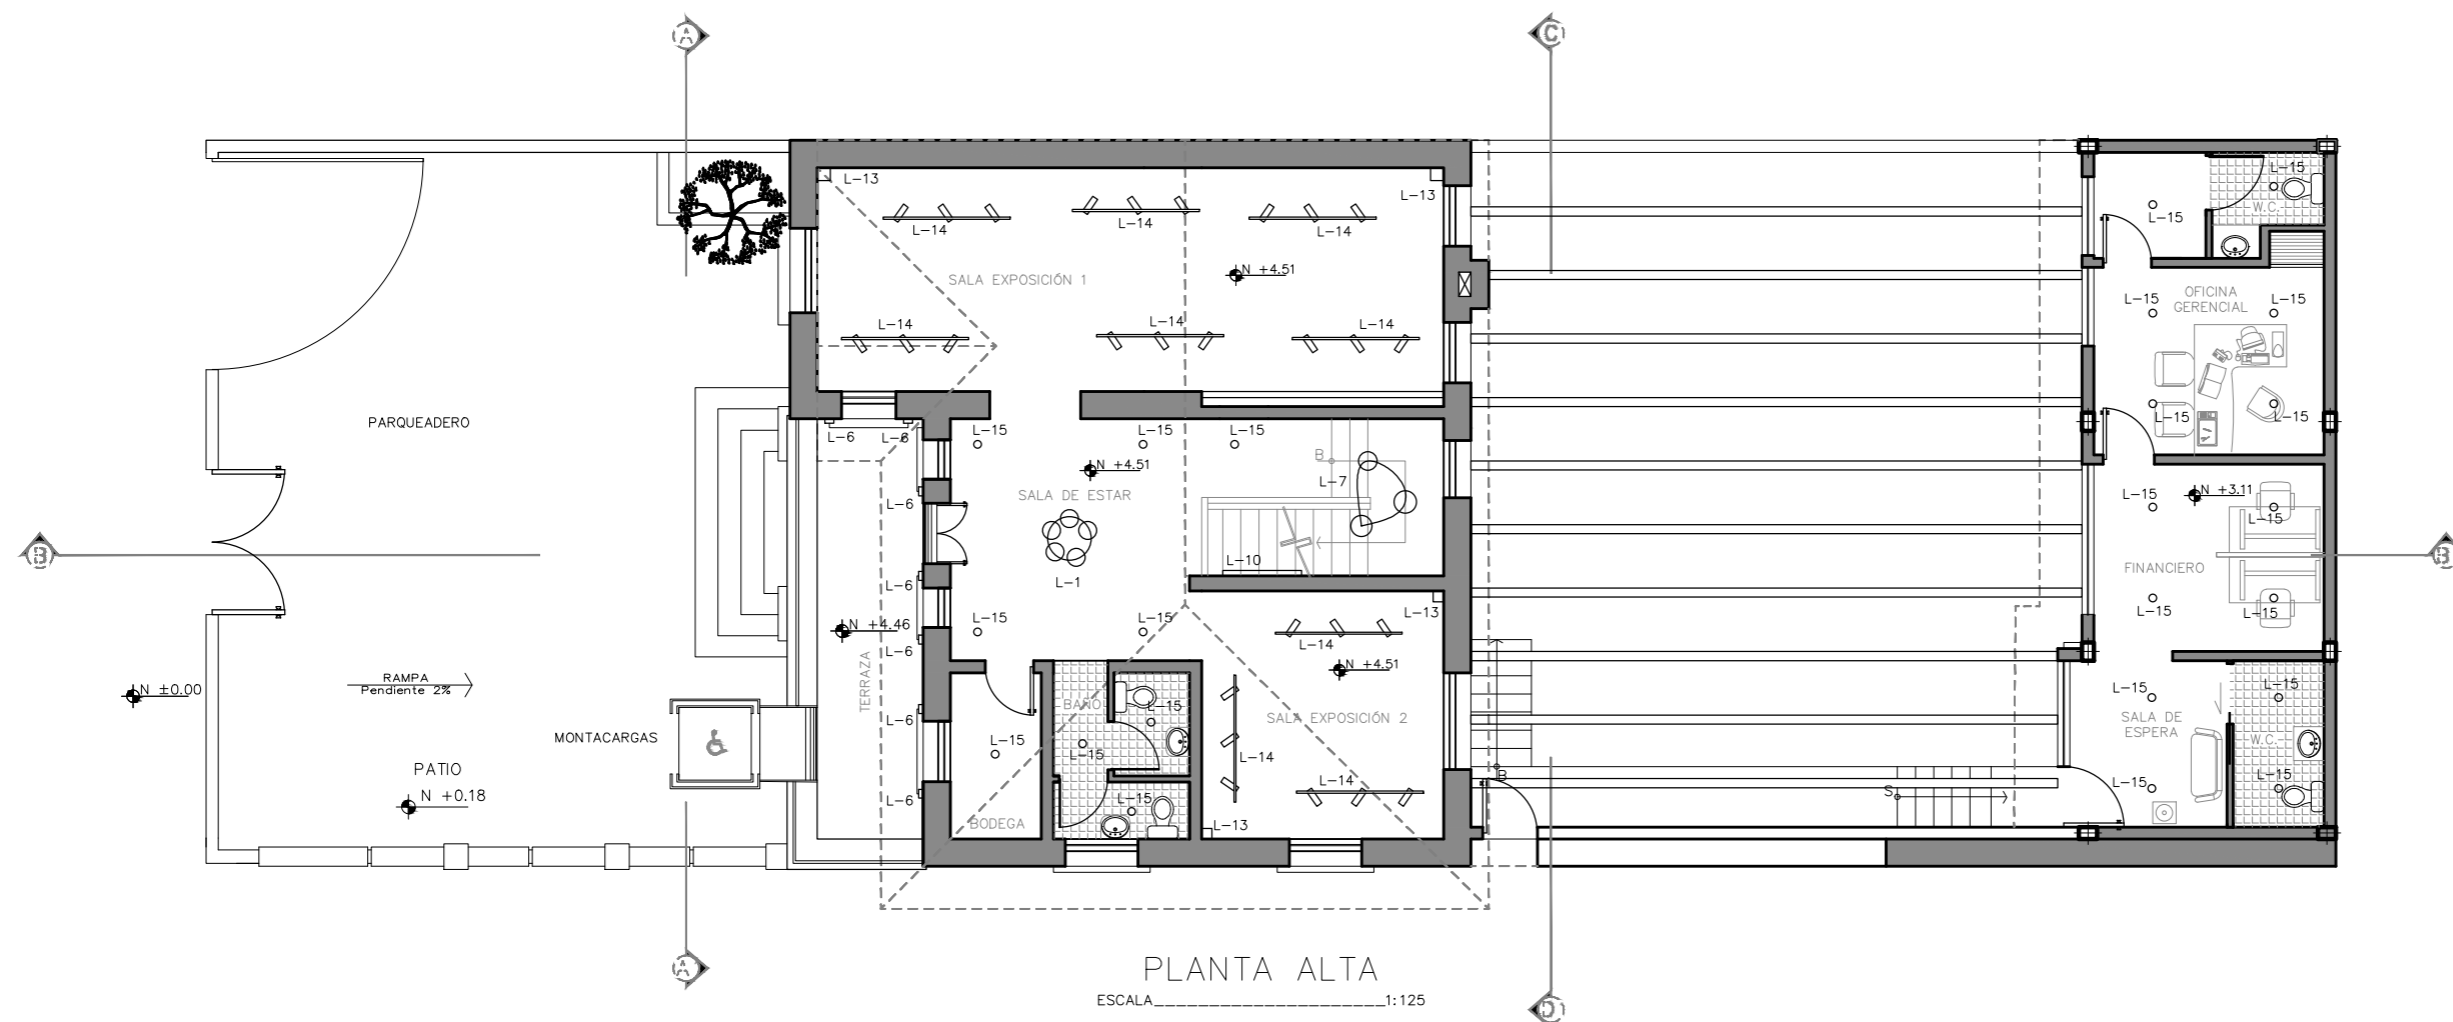 A
C
L-13
L-13
L-15
L-14
L-14
L-14
L-15
W.C.
N +4.51
SALA EXPOSICIÓN 1
OFICINA
GERENCIAL
L-15
L-15
L-14
L-14
L-14
L-15
L-15
PARQUEADERO
L-6
L-6
L-15
L-15
L-15
B
N +4.51
L-7
SALA DE ESTAR
L-15
N +3.11
L-6
L-15
B
B
L-10
FINANCIERO
L-1
L-6
L-13
L-15
L-15
N +4.46
L-15
L-15
L-14
L-6
N +4.51
TERRAZA
RAMPA
Pendiente 2%
N ±0.00
L-15
L-15
BAÑO
L-15
SALA EXPOSICIÓN 2
SALA DE
ESPERA
L-6
MONTACARGAS
L-15
L-15
L-14
W.C.
PATIO
B
L-15
L-15
L-14
N +0.18
L-6
L-15
S
BODEGA
L-13
A
C
PLANTA ALTA
ESCALA_____________________1:125